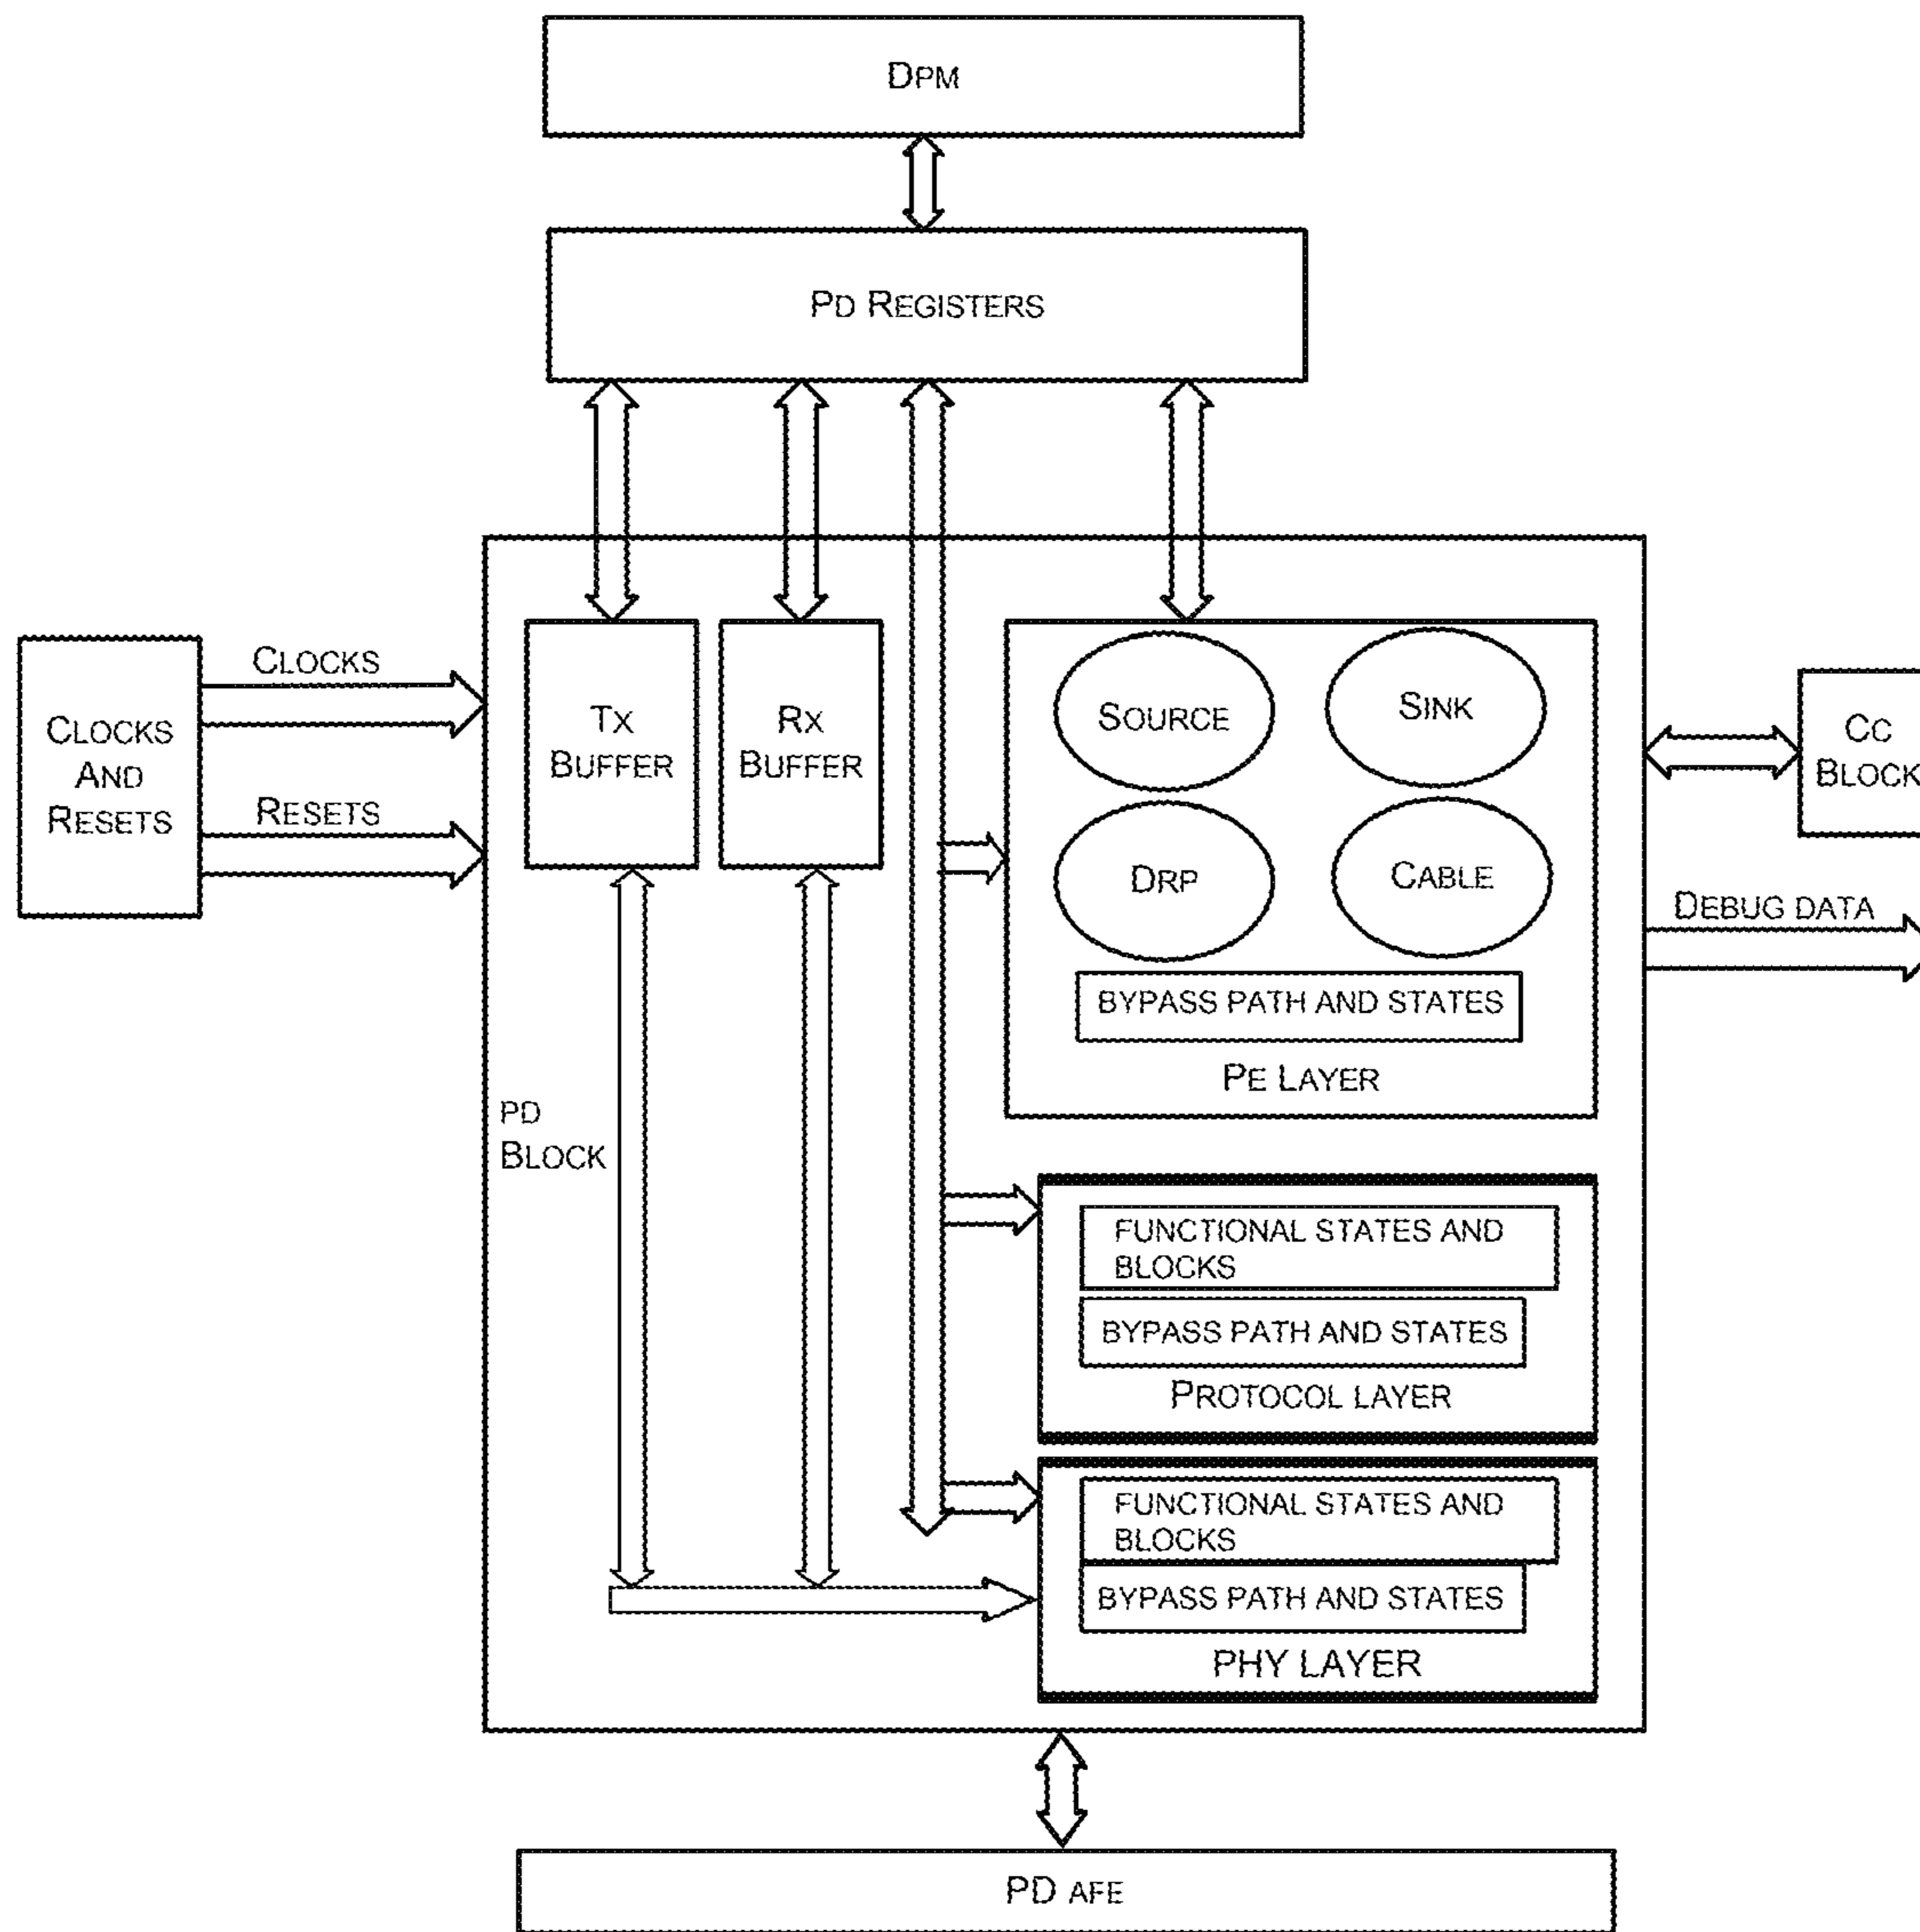 DPM
PD REGISTERS
CLOCKS
CLOCKS
AND
RESETS
RESETS
TX
BUFFER
RX
BUFFER
SOURCE
SINK
DRP
CABLE
BYPASS PATH AND STATES
PE LAYER
CC
BLOCK
DEBUG DATA
PD
BLOCK
FUNCTIONAL STATES AND
BLOCKS
BYPASS PATH AND STATES
PROTOCOL LAYER
FUNCTIONAL STATES AND
BLOCKS
BYPASS PATH AND STATES
PHY LAYER
PD AFE